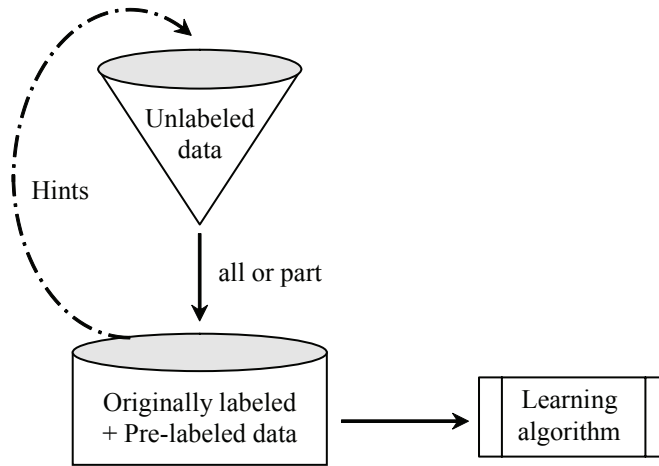 Unlabeled
data
Hints
all or part
Originally labeled
+ Pre-labeled data
Learning
algorithm